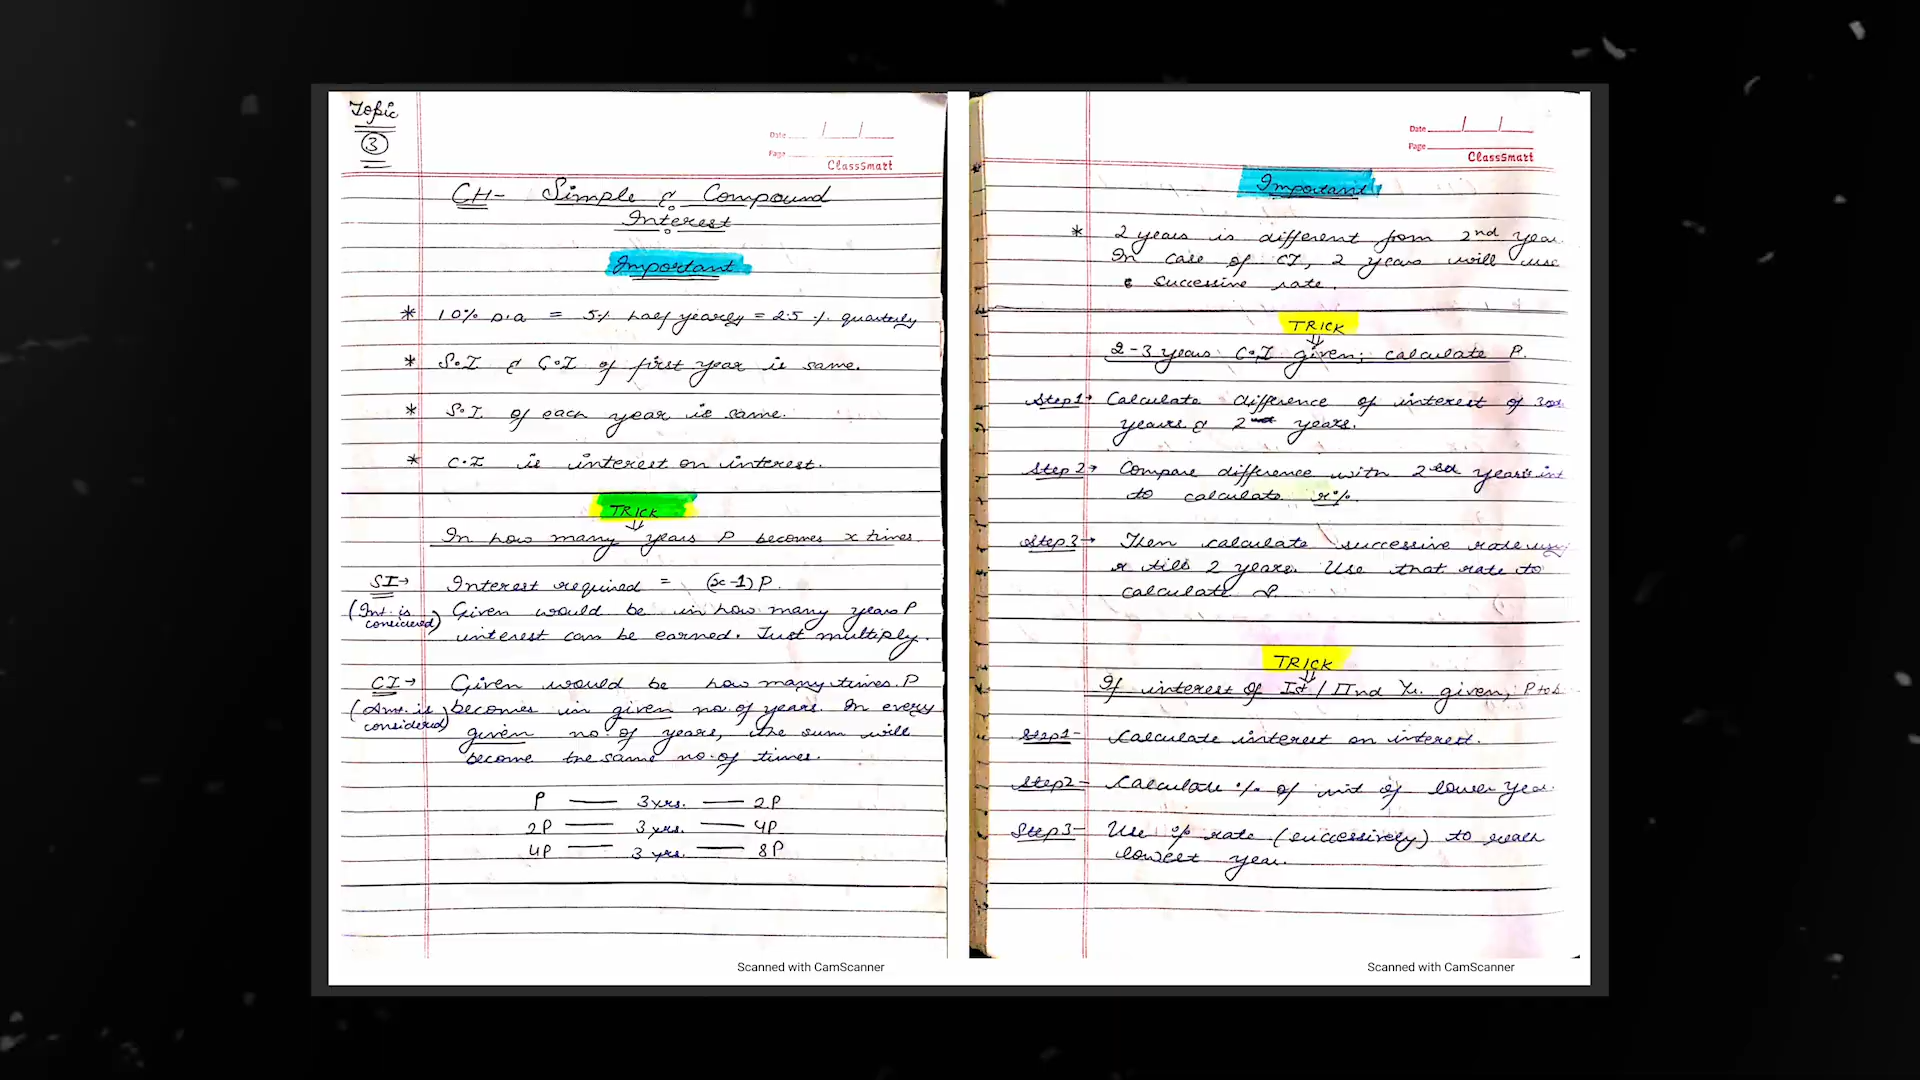 Topic
3
Date
Page
ClassSmart
CH- Simple & Compound
Interest
Important
* 10% p.a = 5% half yearly = 2.5 % quarterly
* S.I & C.I of first year is same.
* S.I of each year is same.
* C.I is interest on interest.
TRICK
In how many years P becomes x times
SI→ Interest required = (x-1) P.
(Int. is considered) Given would be in how many years P
interest can be earned. Just multiply.
CI→ Given would be how many times P
(Amt. is considered) becomes in given no. of years. In every
given no. of years, the sum will
become the same no. of times.
P — 3 yrs. — 2P
2P — 3 yrs. — 4P
4P — 3 yrs. — 8P
Scanned with CamScanner
Date
Page
ClassSmart
Important
* 2 years is different from 2nd year.
In case of CI, 2 years will use
successive rate.
TRICK
2-3 years C.I given; calculate P.
Step1→ Calculate difference of interest of 3
years & 2 years.
Step2→ Compare difference with 2 years int
to calculate r%.
Step3→ Then calculate successive rate using
r till 2 years. Use that rate to
calculate P.
TRICK
If interest of Ist / IInd Yr. given, P to b
Step1- Calculate interest on interest.
Step2- Calculate % of int of lower year.
Step3- Use % rate (successively) to reach
lowest year.
Scanned with CamScanner